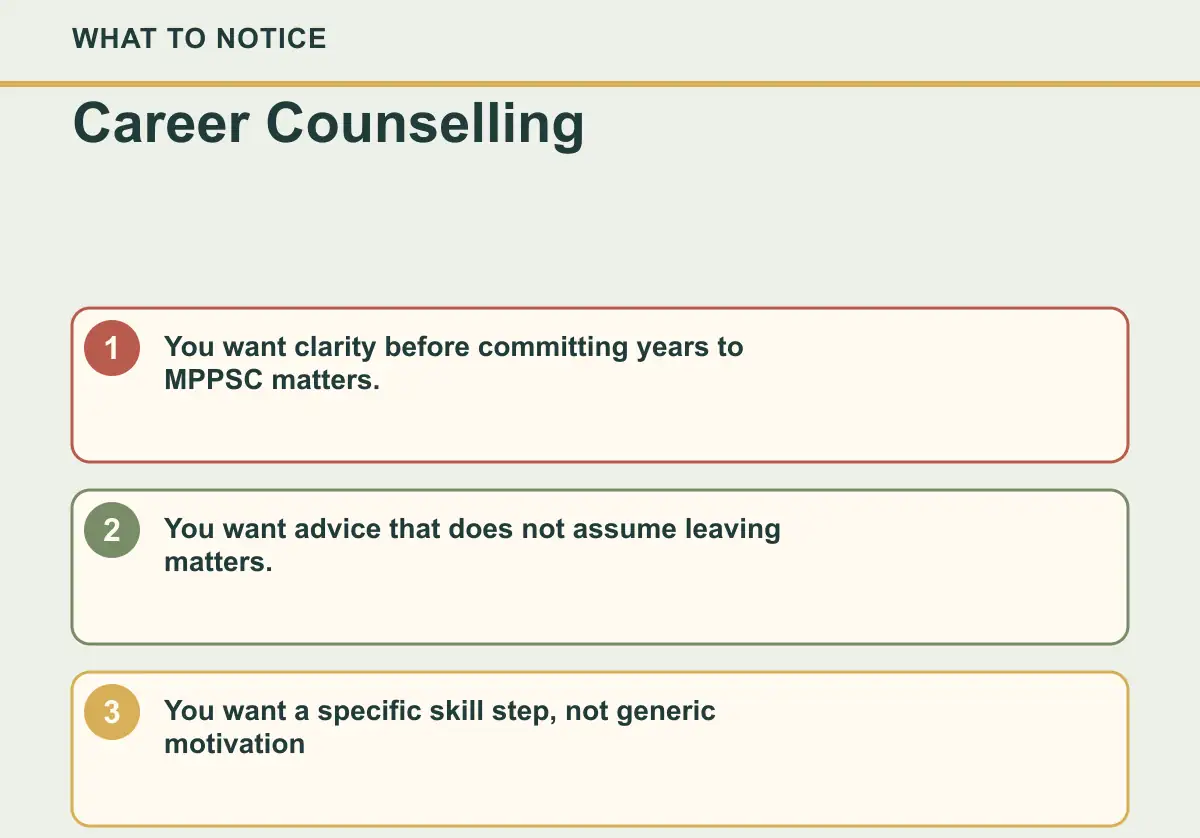 WHAT TO NOTICE
Career Counselling
1
You want clarity before committing years to
MPPSC matters.
2
You want advice that does not assume leaving
matters.
3
You want a specific skill step, not generic
motivation